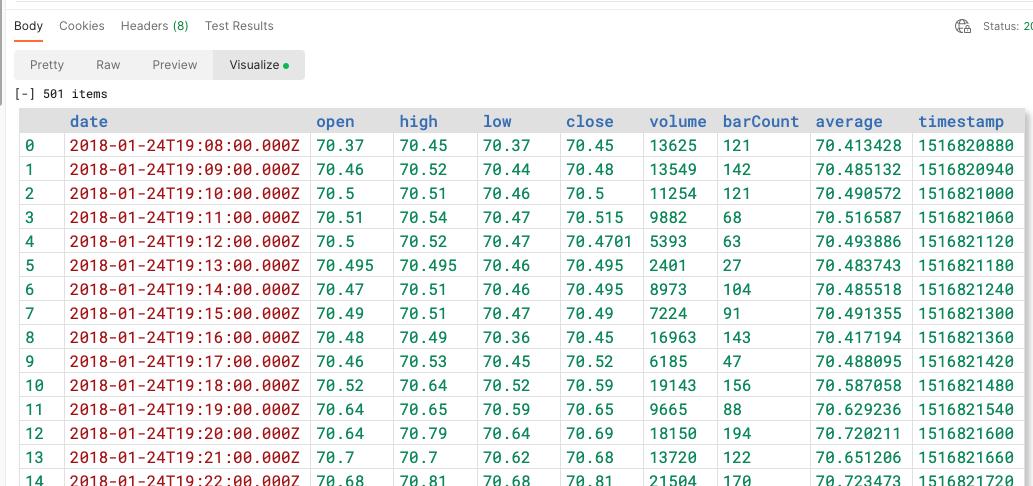 Body Cookies Headers (8) Test Results Status: 20
Pretty Raw Preview Visualize
[-] 501 items
date open high low close volume barCount average timestamp
0 2018-01-24T19:08:00.000Z 70.37 70.45 70.37 70.45 13625 121 70.413428 1516820880
1 2018-01-24T19:09:00.000Z 70.46 70.52 70.44 70.48 13549 142 70.485132 1516820940
2 2018-01-24T19:10:00.000Z 70.5 70.51 70.46 70.5 11254 121 70.490572 1516821000
3 2018-01-24T19:11:00.000Z 70.51 70.54 70.47 70.515 9882 68 70.516587 1516821060
4 2018-01-24T19:12:00.000Z 70.5 70.52 70.47 70.4701 5393 63 70.493886 1516821120
5 2018-01-24T19:13:00.000Z 70.495 70.495 70.46 70.495 2401 27 70.483743 1516821180
6 2018-01-24T19:14:00.000Z 70.47 70.51 70.46 70.495 8973 104 70.485518 1516821240
7 2018-01-24T19:15:00.000Z 70.49 70.51 70.47 70.49 7224 91 70.491355 1516821300
8 2018-01-24T19:16:00.000Z 70.48 70.49 70.36 70.45 16963 143 70.417194 1516821360
9 2018-01-24T19:17:00.000Z 70.46 70.53 70.45 70.52 6185 47 70.488095 1516821420
10 2018-01-24T19:18:00.000Z 70.52 70.64 70.52 70.59 19143 156 70.587058 1516821480
11 2018-01-24T19:19:00.000Z 70.64 70.65 70.59 70.65 9665 88 70.629236 1516821540
12 2018-01-24T19:20:00.000Z 70.64 70.79 70.64 70.69 18150 194 70.720211 1516821600
13 2018-01-24T19:21:00.000Z 70.7 70.7 70.62 70.68 13720 122 70.651206 1516821660
14 2018-01-24T19:22:00.000Z 70.68 70.81 70.68 70.81 21504 170 70.723473 1516821720